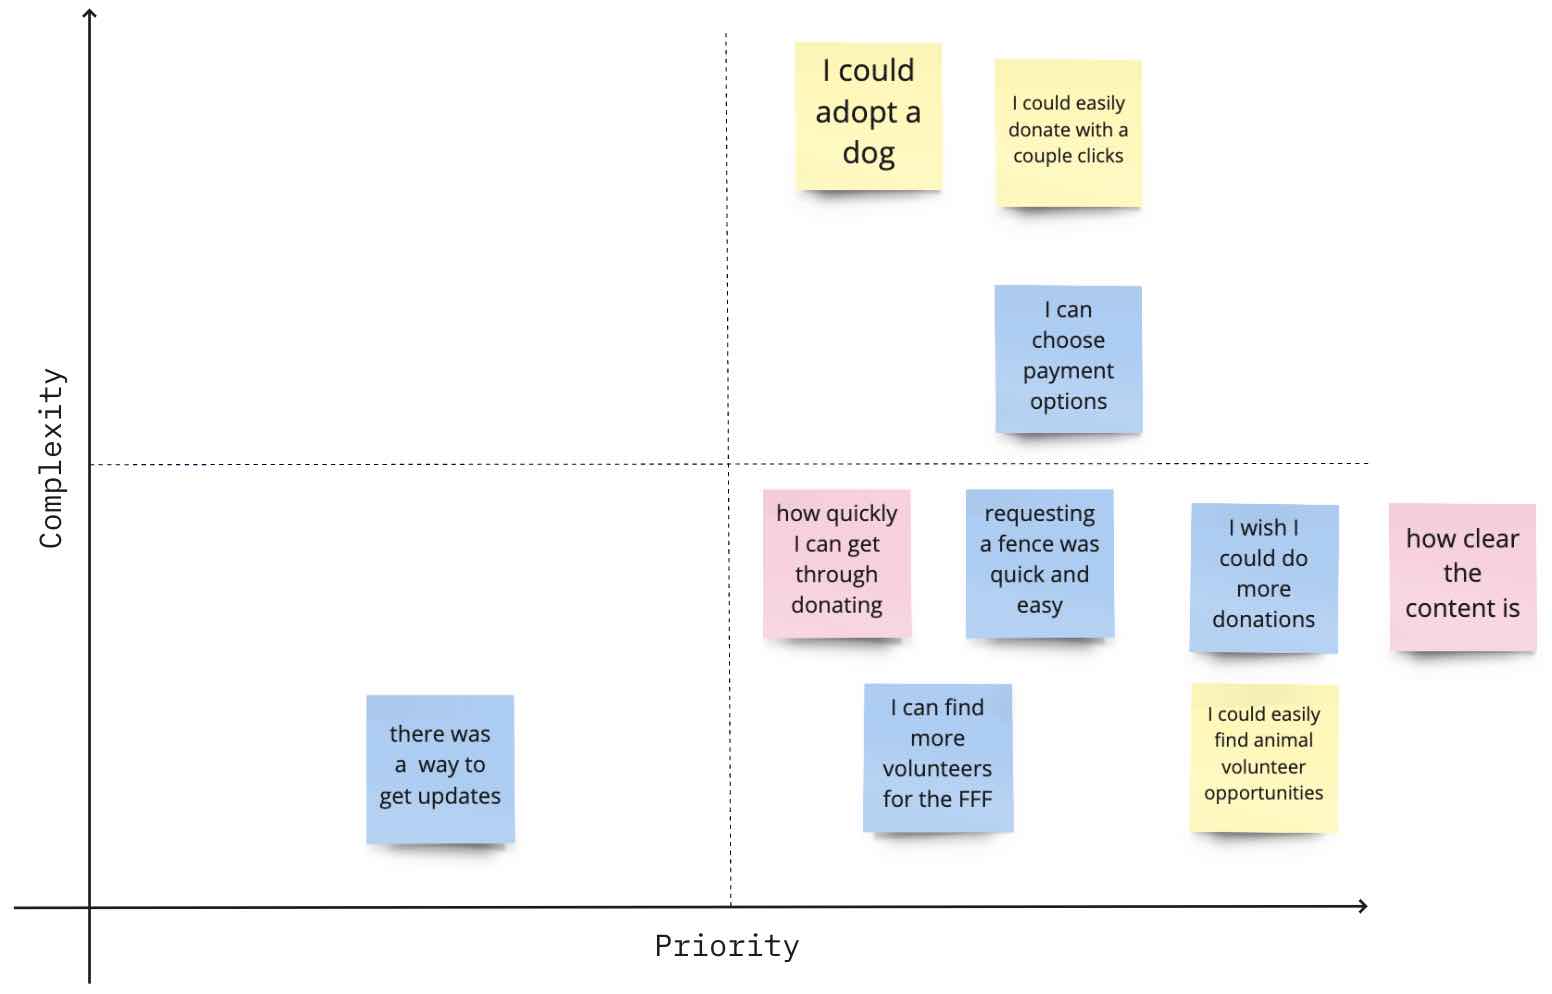 I could
adopt a
dog
I could easily
donate with a
couple clicks
I can
choose
payment
options
Complexity
how quickly
I can get
through
donating
requesting
a fence was
quick and
easy
I wish I
could do
more
donations
how clear
the
content is
there was
a way to
get updates
I can find
more
volunteers
for the FFF
I could easily
find animal
volunteer
opportunities
Priority